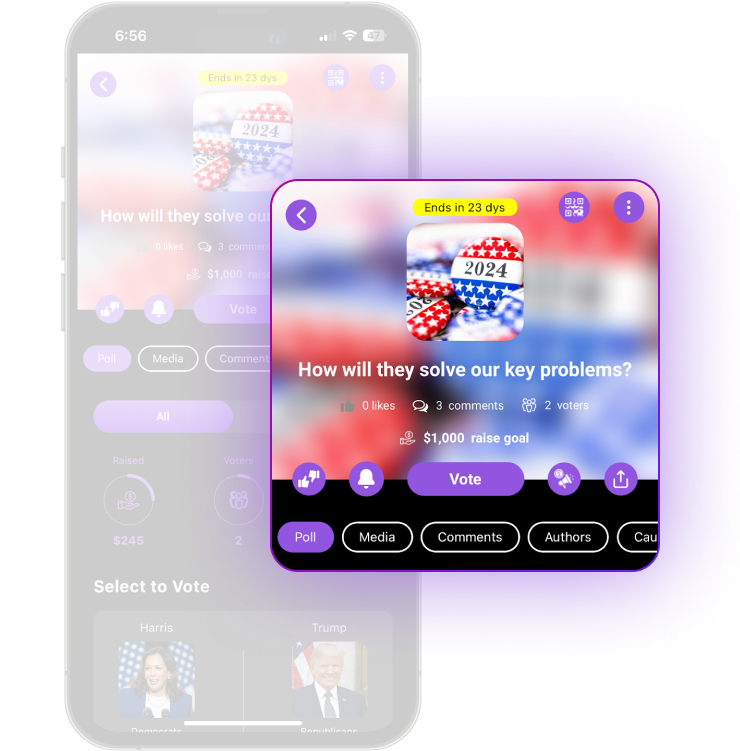 6:56
47
Ends in 23 dys
2024
How will they solve our
0 likes
3 commen
$1,000 raise
Vote
Poll
Media
Comment
All
Raised
Voters
$245
2
Select to Vote
Harris
Trump
Democrats
Republicans
Ends in 23 dys
2024
How will they solve our key problems?
0 likes
3 comments
2 voters
$1,000 raise goal
Vote
Poll
Media
Comments
Authors
Cau